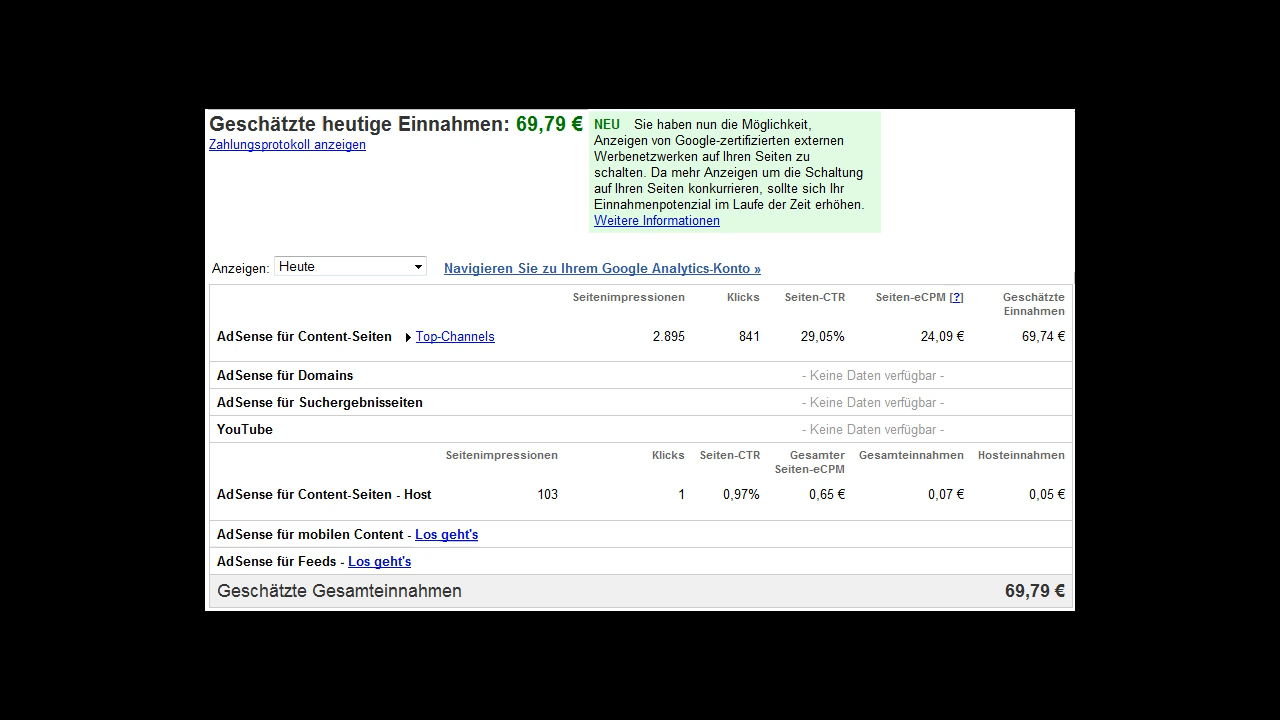 Geschätzte heutige Einnahmen: 69,79 €
Zahlungsprotokoll anzeigen
NEU Sie haben nun die Möglichkeit,
Anzeigen von Google-zertifizierten externen
Werbenetzwerken auf Ihren Seiten zu
schalten. Da mehr Anzeigen um die Schaltung
auf Ihren Seiten konkurrieren, sollte sich Ihr
Einnahmenpotenzial im Laufe der Zeit erhöhen.
Weitere Informationen
Anzeigen: Heute Navigieren Sie zu Ihrem Google Analytics-Konto »
Seitenimpressionen Klicks Seiten-CTR Seiten-eCPM [?] Geschätzte
Einnahmen
AdSense für Content-Seiten Top-Channels 2.895 841 29,05% 24,09 € 69,74 €
AdSense für Domains - Keine Daten verfügbar -
AdSense für Suchergebnisseiten - Keine Daten verfügbar -
YouTube - Keine Daten verfügbar -
Seitenimpressionen Klicks Seiten-CTR Gesamter Gesamteinnahmen Hosteinnahmen
Seiten-eCPM
AdSense für Content-Seiten - Host 103 1 0,97% 0,65 € 0,07 € 0,05 €
AdSense für mobilen Content - Los geht's
AdSense für Feeds - Los geht's
Geschätzte Gesamteinnahmen 69,79 €